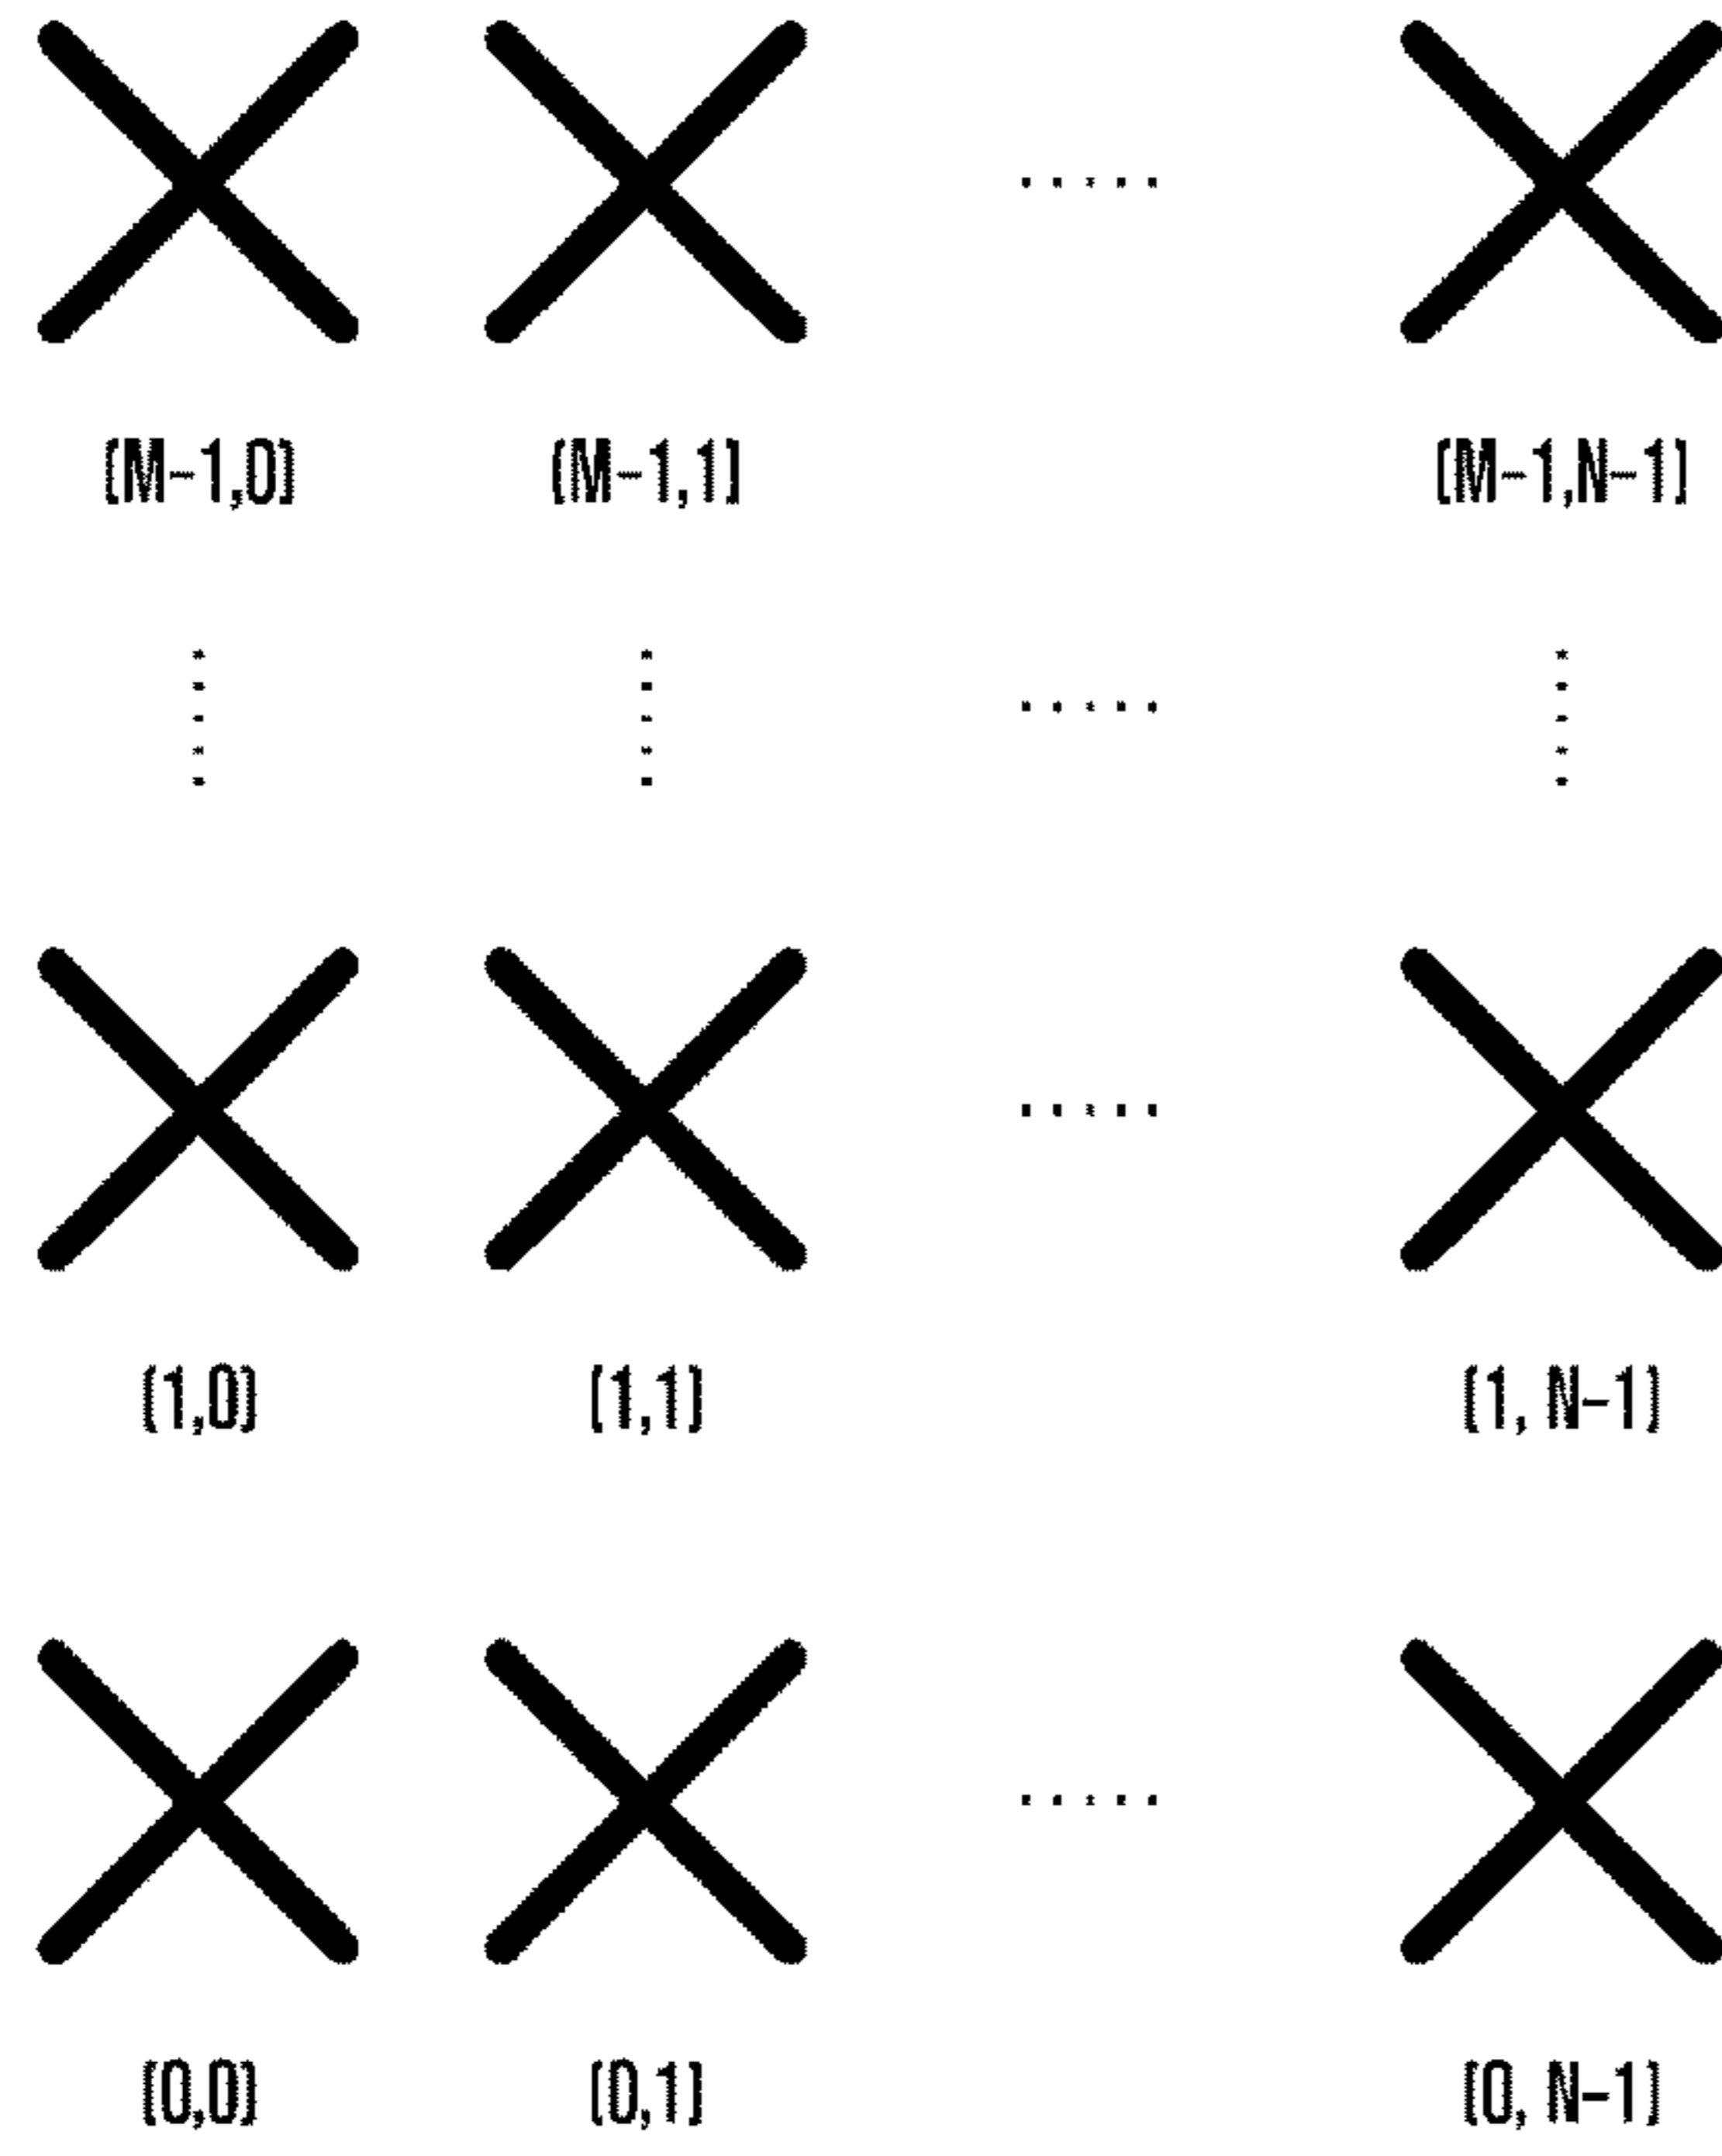 (M-1,0) (M-1,1) ..... (M-1,N-1)
(1,0) (1,1) ..... (1, N-1)
(0,0) (0,1) ..... (0, N-1)